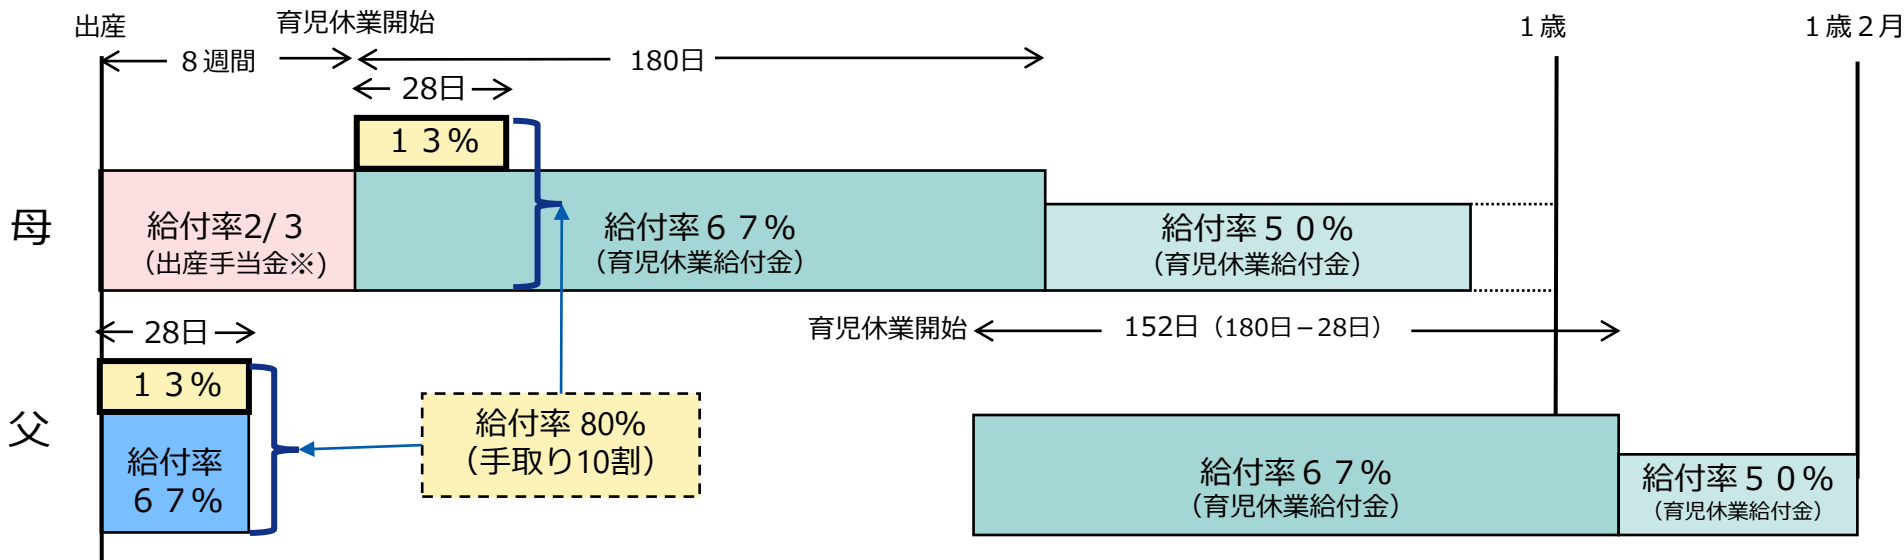 出産
育児休業開始
1歳
1歳2月
8週間
180日
28日
13%
母
給付率2/3
(出産手当金※)
給付率67%
(育児休業給付金)
給付率50%
(育児休業給付金)
28日
育児休業開始
152日(180日-28日)
13%
父
給付率
67%
給付率 80%
(手取り10割)
給付率67%
(育児休業給付金)
給付率50%
(育児休業給付金)